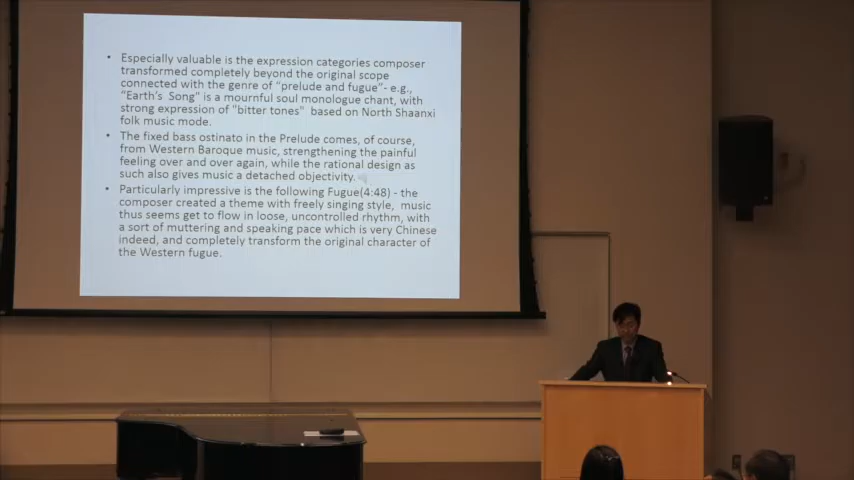 • Especially valuable is the expression categories composer
transformed completely beyond the original scope
connected with the genre of "prelude and fugue"- e.g.,
"Earth's Song" is a mournful soul monologue chant, with
strong expression of "bitter tones" based on North Shaanxi
folk music mode.
• The fixed bass ostinato in the Prelude comes, of course,
from Western Baroque music, strengthening the painful
feeling over and over again, while the rational design as
such also gives music a detached objectivity.
• Particularly impressive is the following Fugue(4:48) - the
composer created a theme with freely singing style, music
thus seems get to flow in loose, uncontrolled rhythm, with
a sort of muttering and speaking pace which is very Chinese
indeed, and completely transform the original character of
the Western fugue.